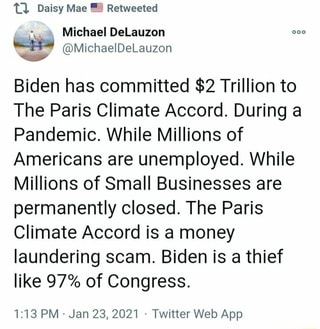 Daisy Mae 🇺🇸 Retweeted
Michael DeLauzon
@MichaelDeLauzon
Biden has committed $2 Trillion to
The Paris Climate Accord. During a
Pandemic. While Millions of
Americans are unemployed. While
Millions of Small Businesses are
permanently closed. The Paris
Climate Accord is a money
laundering scam. Biden is a thief
like 97% of Congress.
1:13 PM · Jan 23, 2021 · Twitter Web App